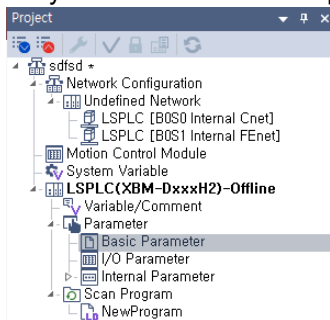 Project
sdfsd *
Network Configuration
Undefined Network
LSPLC [B0S0 Internal Cnet]
LSPLC [B0S1 Internal FEnet]
Motion Control Module
System Variable
LSPLC(XBM-DxxxH2)-Offline
Variable/Comment
Parameter
Basic Parameter
I/O Parameter
Internal Parameter
Scan Program
NewProgram